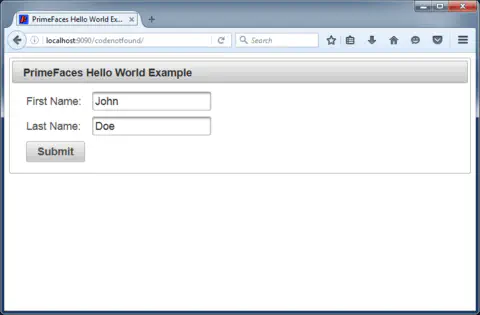 PrimeFaces Hello World Ex...
localhost:9090/codenotfound/
Search
PrimeFaces Hello World Example
First Name: John
Last Name: Doe
Submit